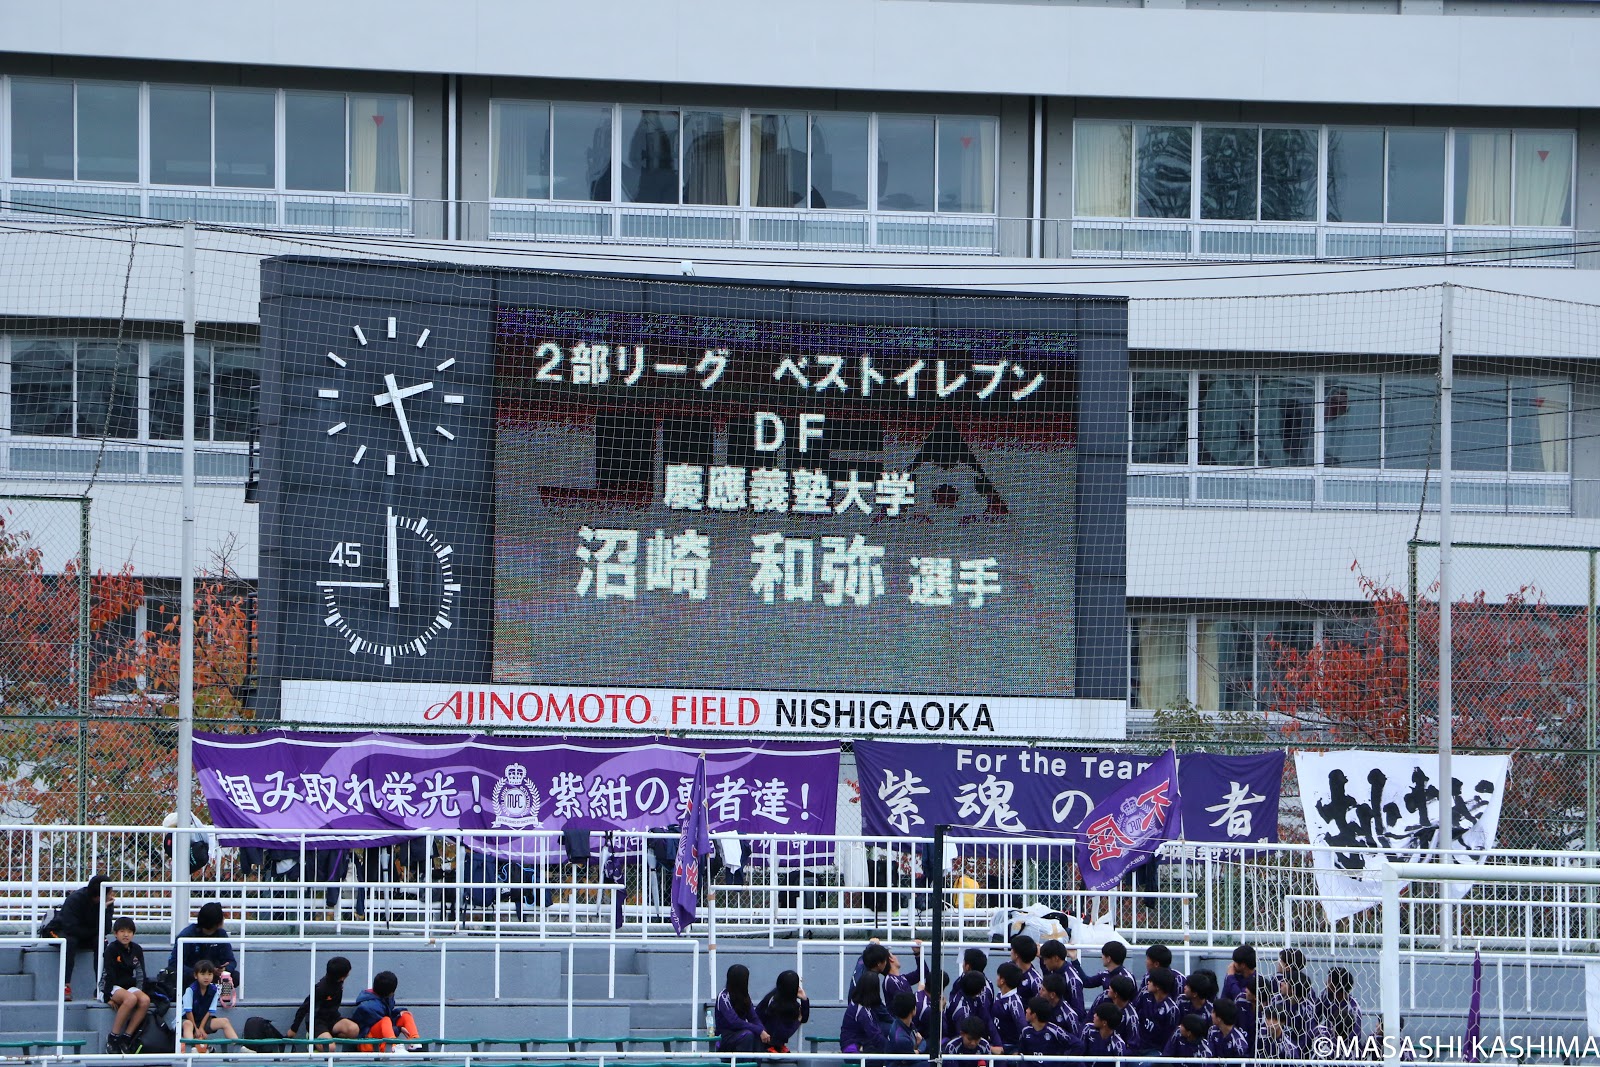 2部リーグ ベストイレブン
DF
慶應義塾大学
沼崎 和弥 選手
45
AJINOMOTO FIELD NISHIGAOKA
掴み取れ栄光! MFC 紫紺の勇者達!
For the Team
紫魂の 者
©MASASHI KASHIMA